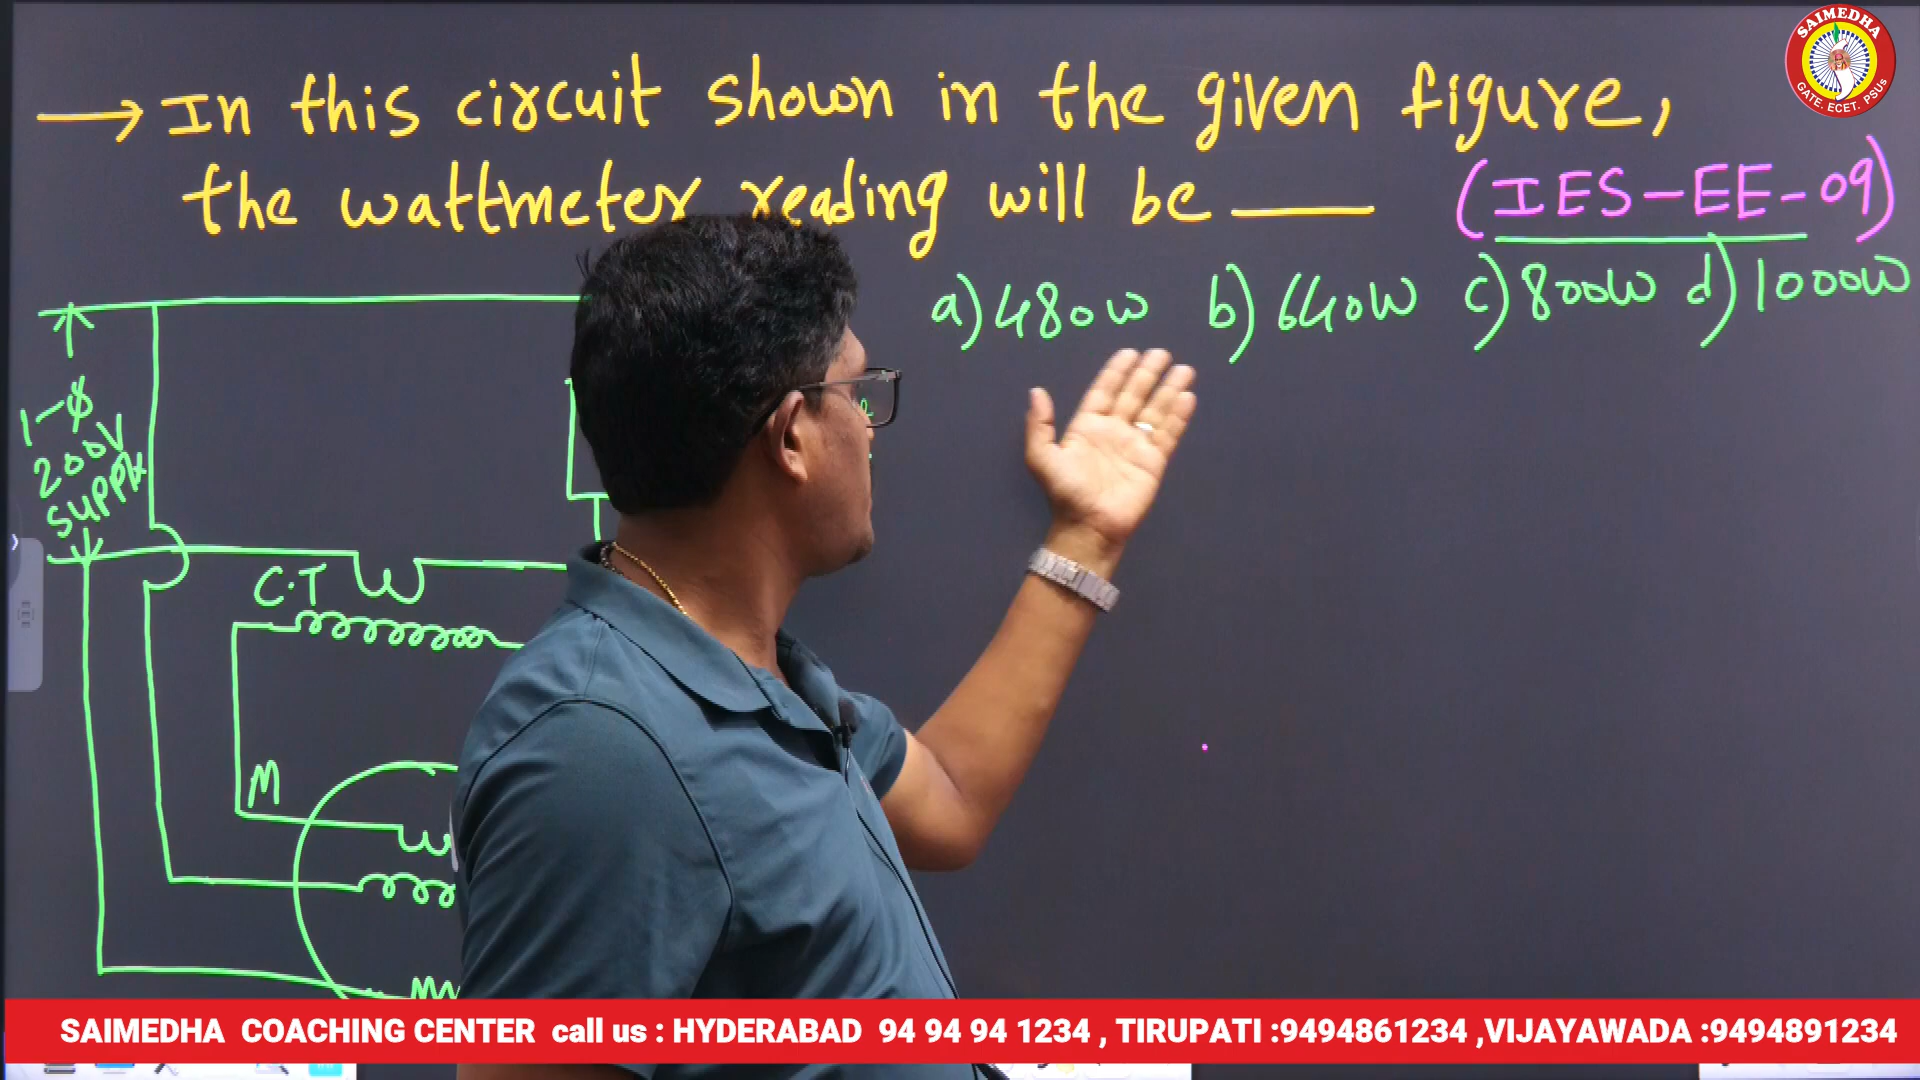 SAIMEDHA
GATE. ECET. PSUs
→ In this circuit shown in the given figure,
the wattmeter reading will be ____ (IES-EE-09)
a) 480W b) 640W c) 800W d) 1000W
1-ϕ
200V
SUPPLY
C.T
M
SAIMEDHA COACHING CENTER call us : HYDERABAD 94 94 94 1234 , TIRUPATI :9494861234 ,VIJAYAWADA :9494891234